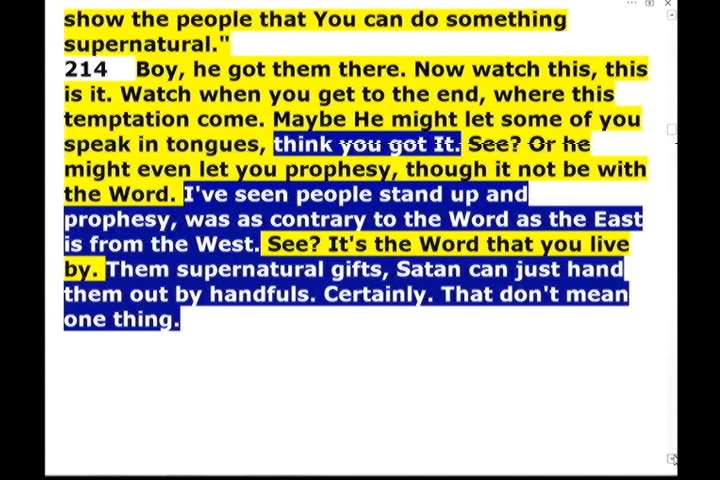 show the people that You can do something
supernatural."
214 Boy, he got them there. Now watch this, this
is it. Watch when you get to the end, where this
temptation come. Maybe He might let some of you
speak in tongues, think you got It. See? Or he
might even let you prophesy, though it not be with
the Word. I've seen people stand up and
prophesy, was as contrary to the Word as the East
is from the West. See? It's the Word that you live
by. Them supernatural gifts, Satan can just hand
them out by handfuls. Certainly. That don't mean
one thing.